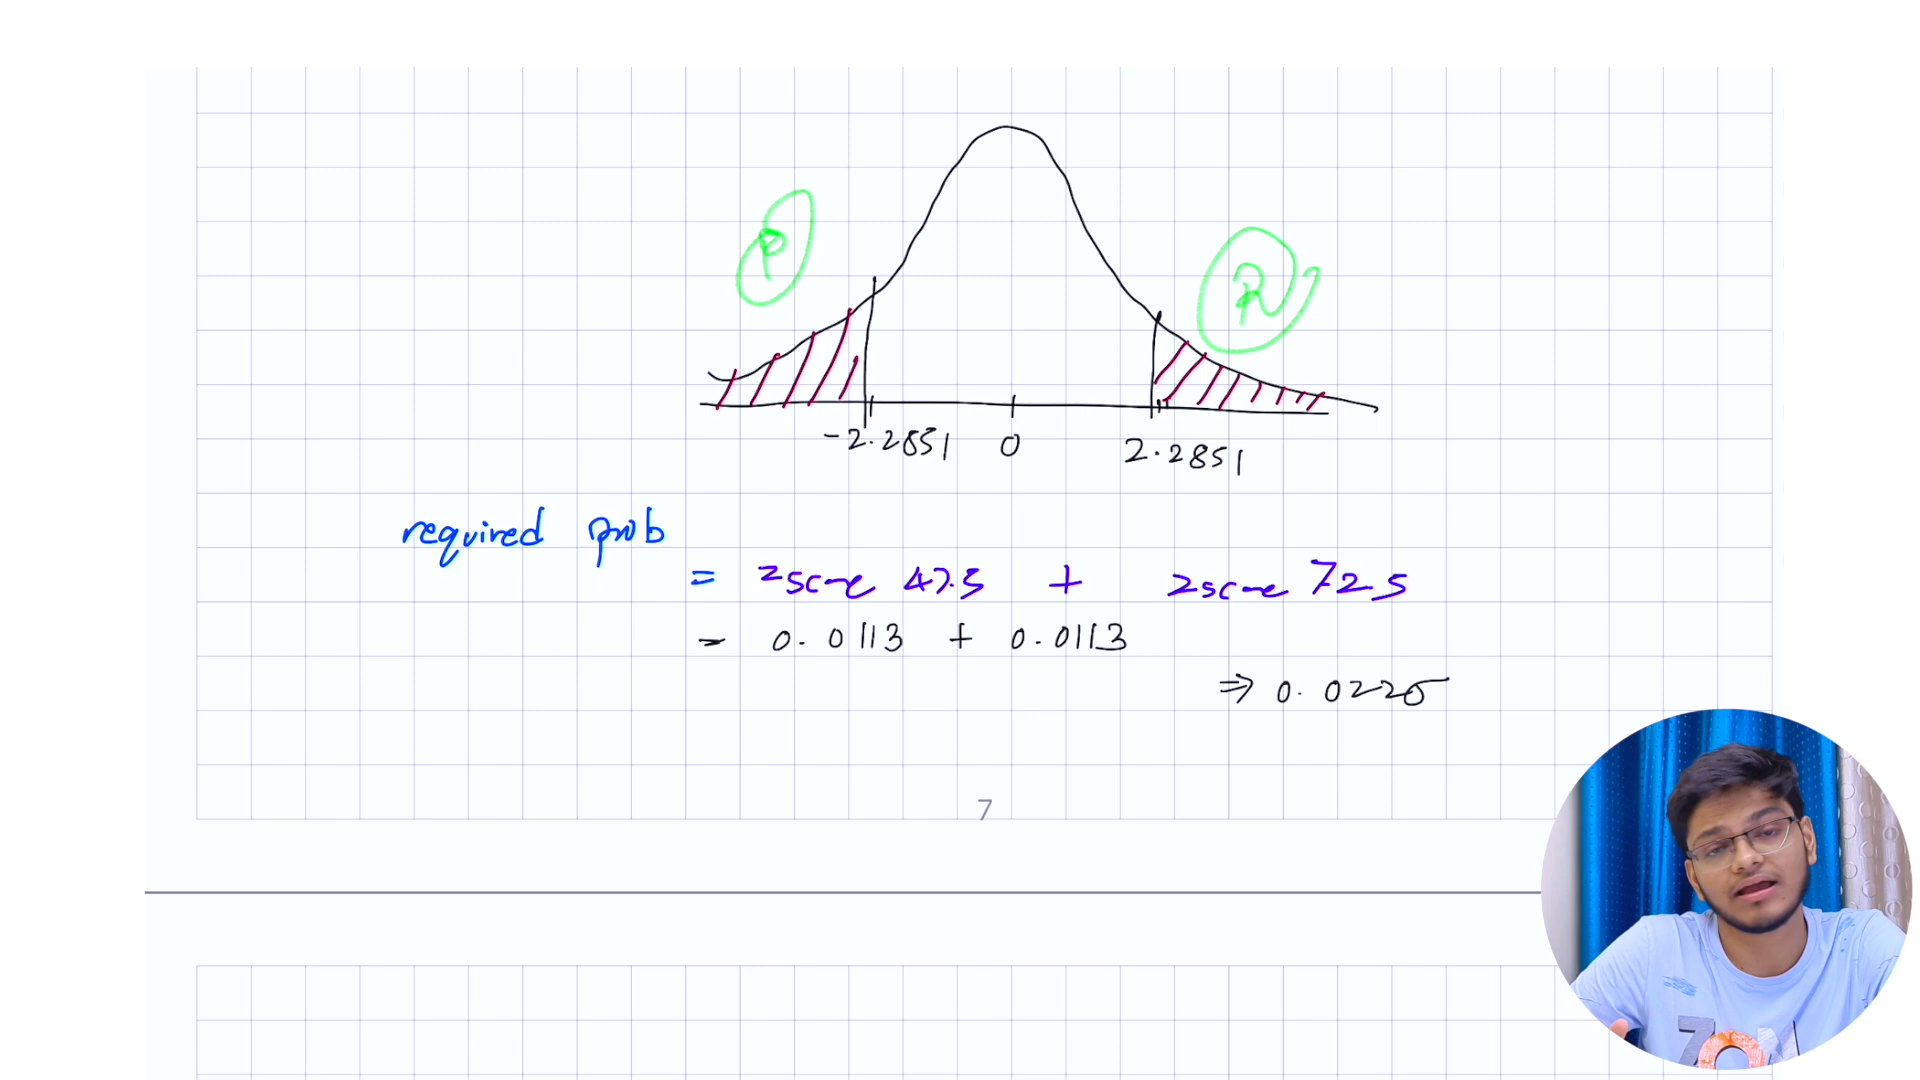 P
R
-2.2851 0 2.2851
required prob
= zscore 47.5 + zscore 72.5
= 0.0113 + 0.0113
⇒ 0.0225
7